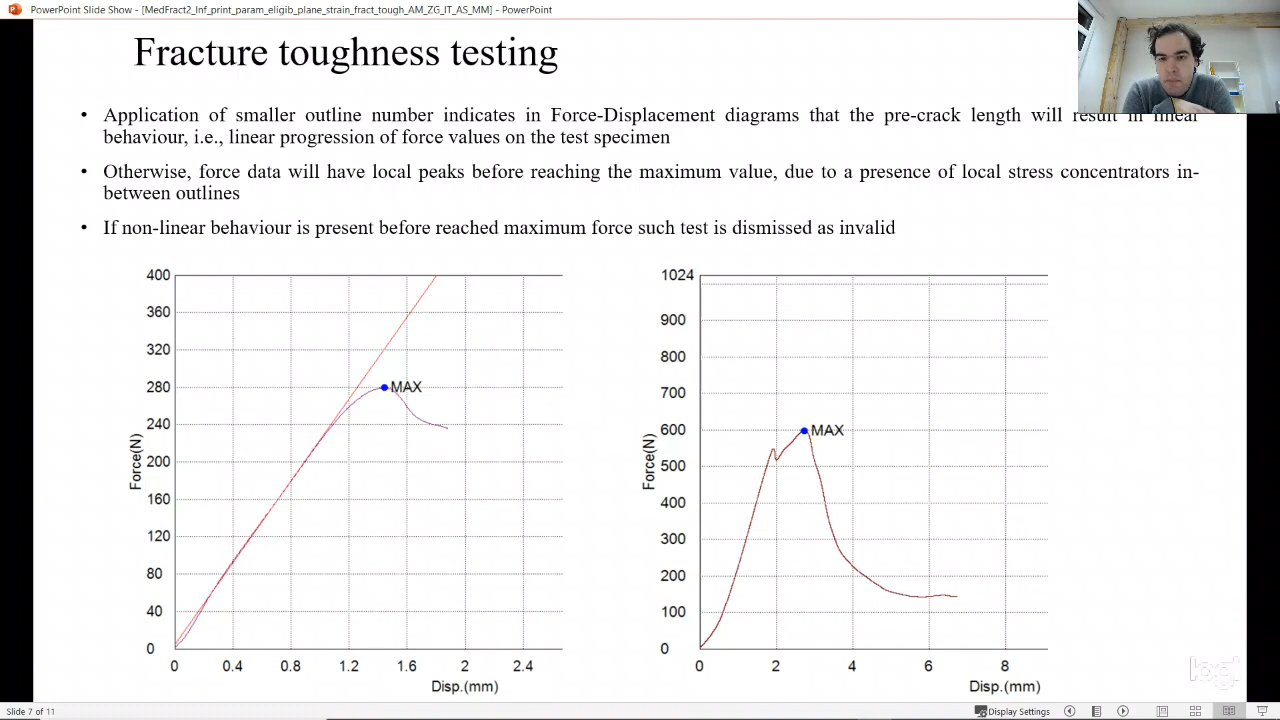 PowerPoint Slide Show - [MedFract2_Inf_print_param_eligib_plane_strain_fract_tough_AM_ZG_IT_AS_MM] - PowerPoint
Fracture toughness testing
• Application of smaller outline number indicates in Force-Displacement diagrams that the pre-crack length will result in linear
behaviour, i.e., linear progression of force values on the test specimen
• Otherwise, force data will have local peaks before reaching the maximum value, due to a presence of local stress concentrators in-
between outlines
• If non-linear behaviour is present before reached maximum force such test is dismissed as invalid
400
360
320
280
240
200
160
120
80
40
0
Force(N)
MAX
0 0.4 0.8 1.2 1.6 2 2.4
Disp.(mm)
1024
900
800
700
600
500
400
300
200
100
0
Force(N)
MAX
0 2 4 6 8
Disp.(mm)
logi
Slide 7 of 11
Display Settings